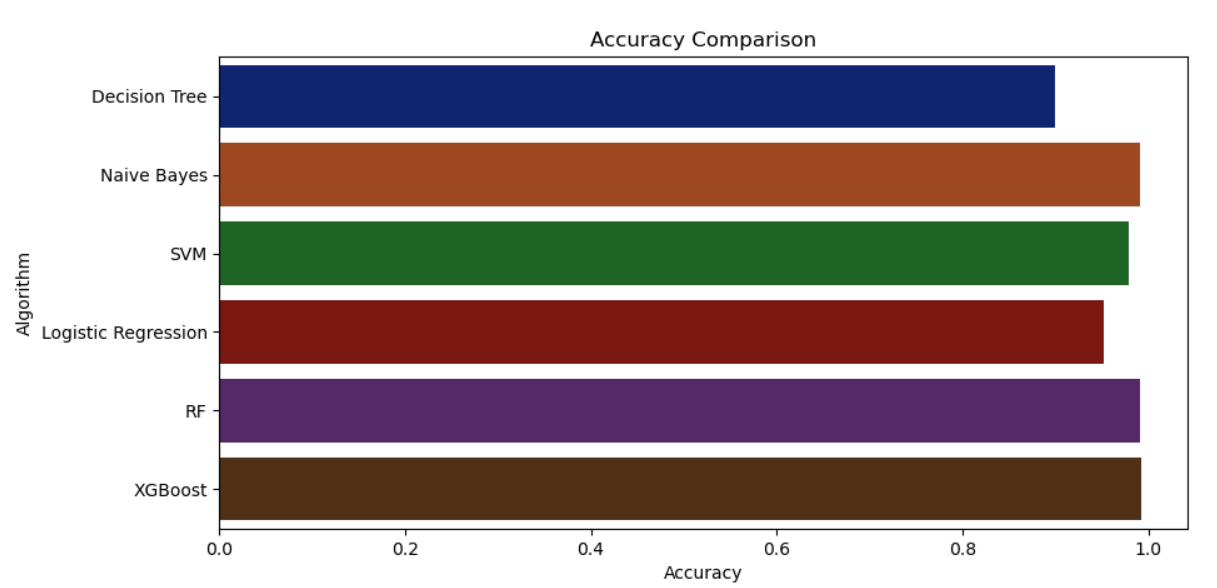 Accuracy Comparison
Algorithm
Decision Tree
Naive Bayes
SVM
Logistic Regression
RF
XGBoost
0.0 0.2 0.4 0.6 0.8 1.0
Accuracy